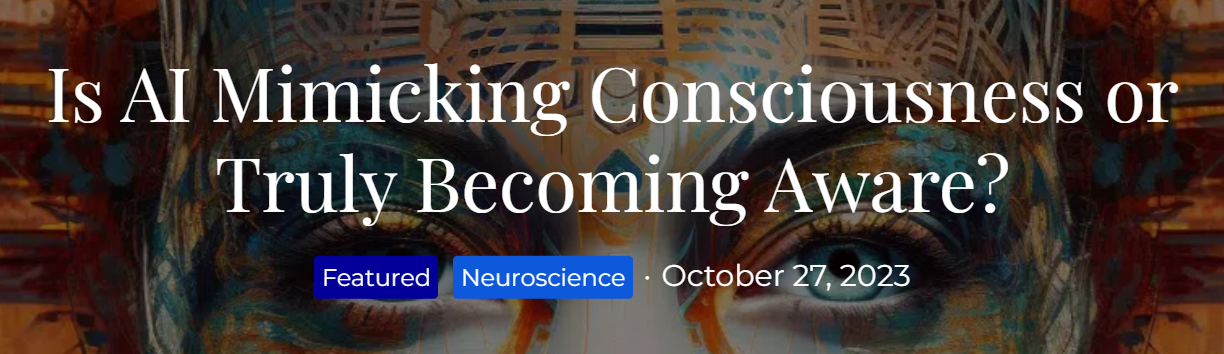 Is AI Mimicking Consciousness or
Truly Becoming Aware?
Featured Neuroscience · October 27, 2023